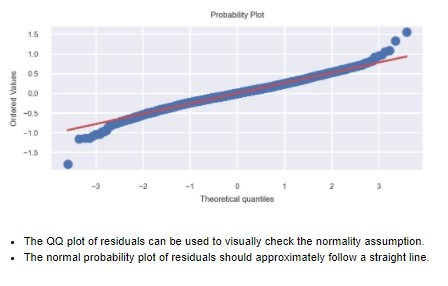 Probability Plot
1.5
1.0
0.5
0.0
-0.5
-1.0
-1.5
Ordered Values
-3 -2 -1 0 1 2 3
Theoretical quantiles
• The QQ plot of residuals can be used to visually check the normality assumption.
• The normal probability plot of residuals should approximately follow a straight line.